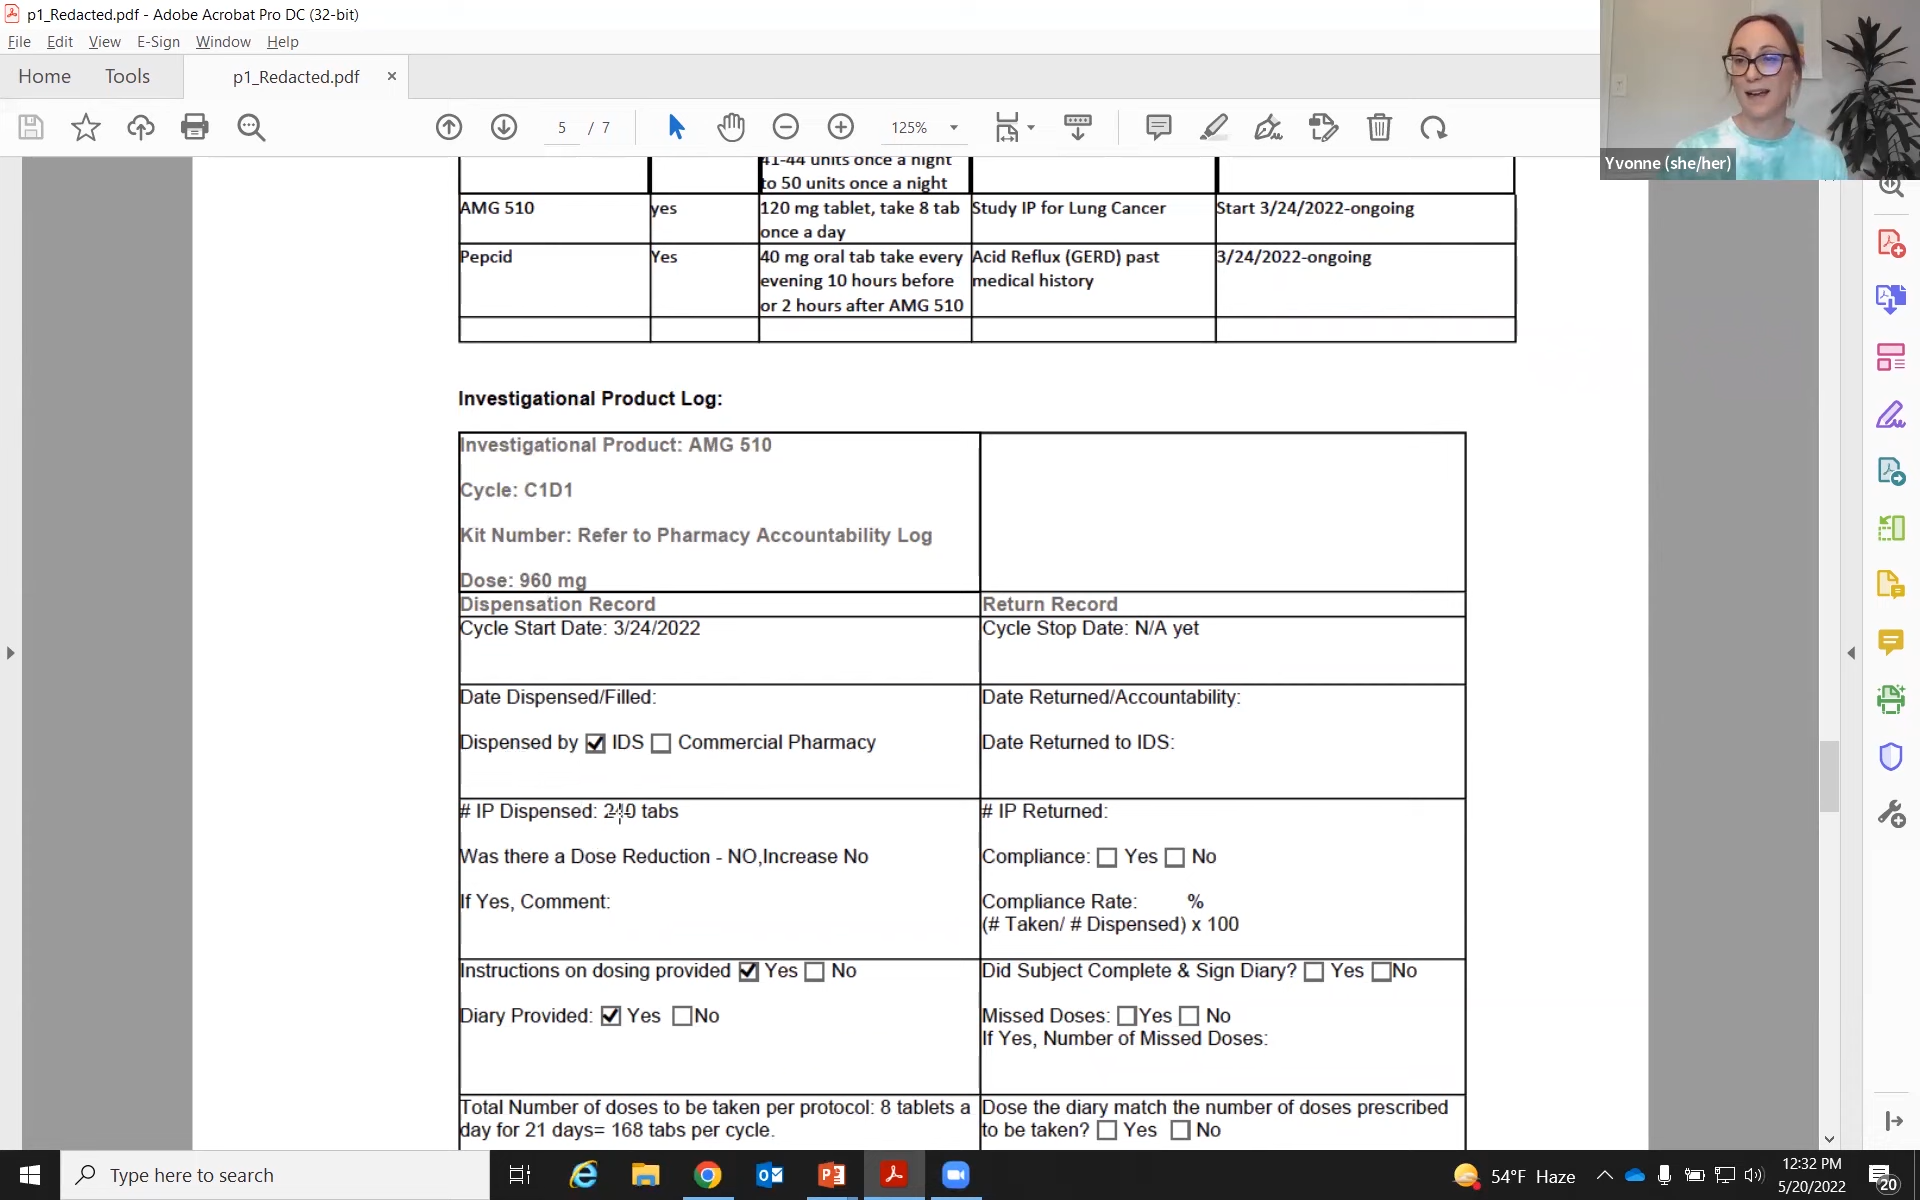 p1_Redacted.pdf - Adobe Acrobat Pro DC (32-bit)
File Edit View E-Sign Window Help
Home Tools p1_Redacted.pdf ×
5 / 7 125%
Yvonne (she/her)
41-44 units once a night
to 50 units once a night
AMG 510 yes 120 mg tablet, take 8 tab Study IP for Lung Cancer Start 3/24/2022-ongoing
once a day
Pepcid Yes 40 mg oral tab take every Acid Reflux (GERD) past 3/24/2022-ongoing
evening 10 hours before medical history
or 2 hours after AMG 510
Investigational Product Log:
Investigational Product: AMG 510
Cycle: C1D1
Kit Number: Refer to Pharmacy Accountability Log
Dose: 960 mg
Dispensation Record Return Record
Cycle Start Date: 3/24/2022 Cycle Stop Date: N/A yet
Date Dispensed/Filled: Date Returned/Accountability:
Dispensed by IDS Commercial Pharmacy Date Returned to IDS:
# IP Dispensed: 240 tabs # IP Returned:
Was there a Dose Reduction - NO,Increase No Compliance: Yes No
If Yes, Comment: Compliance Rate: %
(# Taken/ # Dispensed) x 100
Instructions on dosing provided Yes No Did Subject Complete & Sign Diary? Yes No
Diary Provided: Yes No Missed Doses: Yes No
If Yes, Number of Missed Doses:
Total Number of doses to be taken per protocol: 8 tablets a Dose the diary match the number of doses prescribed
day for 21 days= 168 tabs per cycle. to be taken? Yes No
Type here to search
54°F Haze
12:32 PM
5/20/2022
20